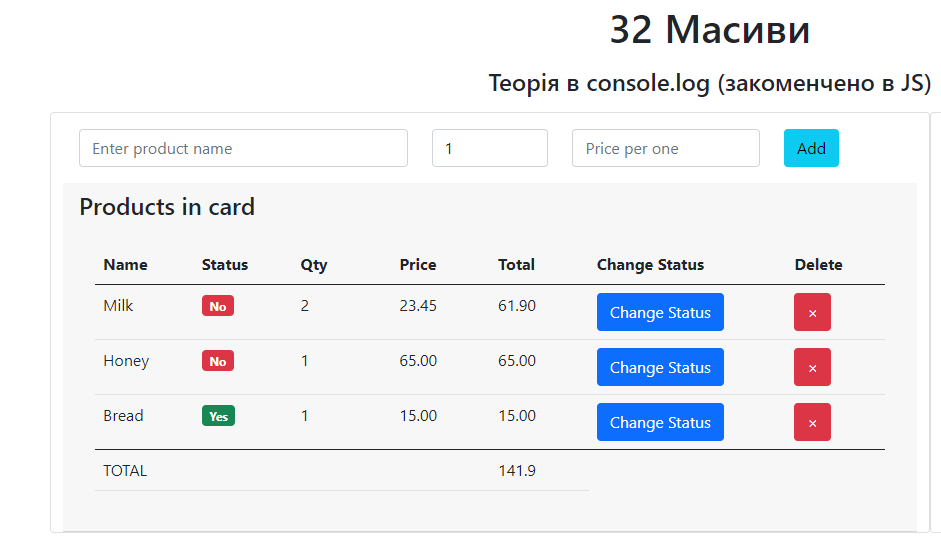 32 Масиви
Теорія в console.log (закоменчено в JS)
Enter product name 1 Price per one Add
Products in card
Name Status Qty Price Total Change Status Delete
Milk No 2 23.45 61.90 Change Status ×
Honey No 1 65.00 65.00 Change Status ×
Bread Yes 1 15.00 15.00 Change Status ×
TOTAL 141.9